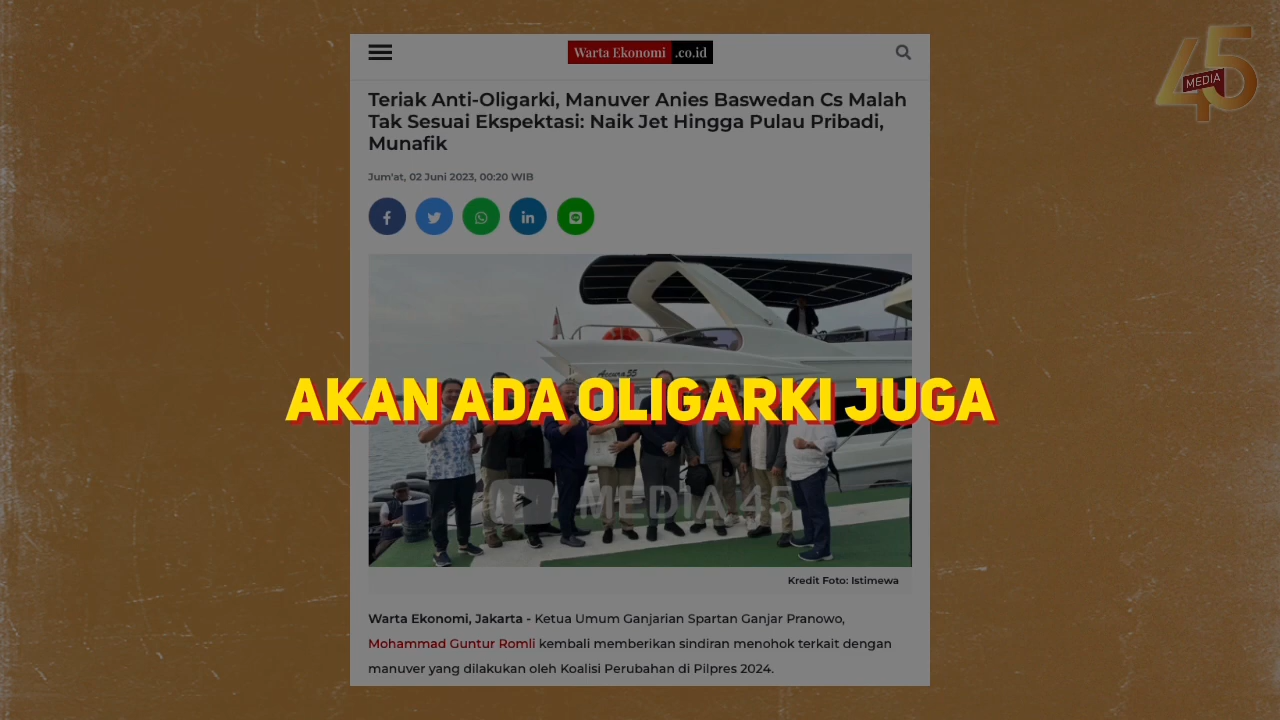 Warta Ekonomi .co.id
45
MEDIA
Teriak Anti-Oligarki, Manuver Anies Baswedan Cs Malah
Tak Sesuai Ekspektasi: Naik Jet Hingga Pulau Pribadi,
Munafik
Jum'at, 02 Juni 2023, 00:20 WIB
AKAN ADA OLIGARKI JUGA
MEDIA 45
Kredit Foto: Istimewa
Warta Ekonomi, Jakarta - Ketua Umum Ganjarian Spartan Ganjar Pranowo,
Mohammad Guntur Romli kembali memberikan sindiran menohok terkait dengan
manuver yang dilakukan oleh Koalisi Perubahan di Pilpres 2024.